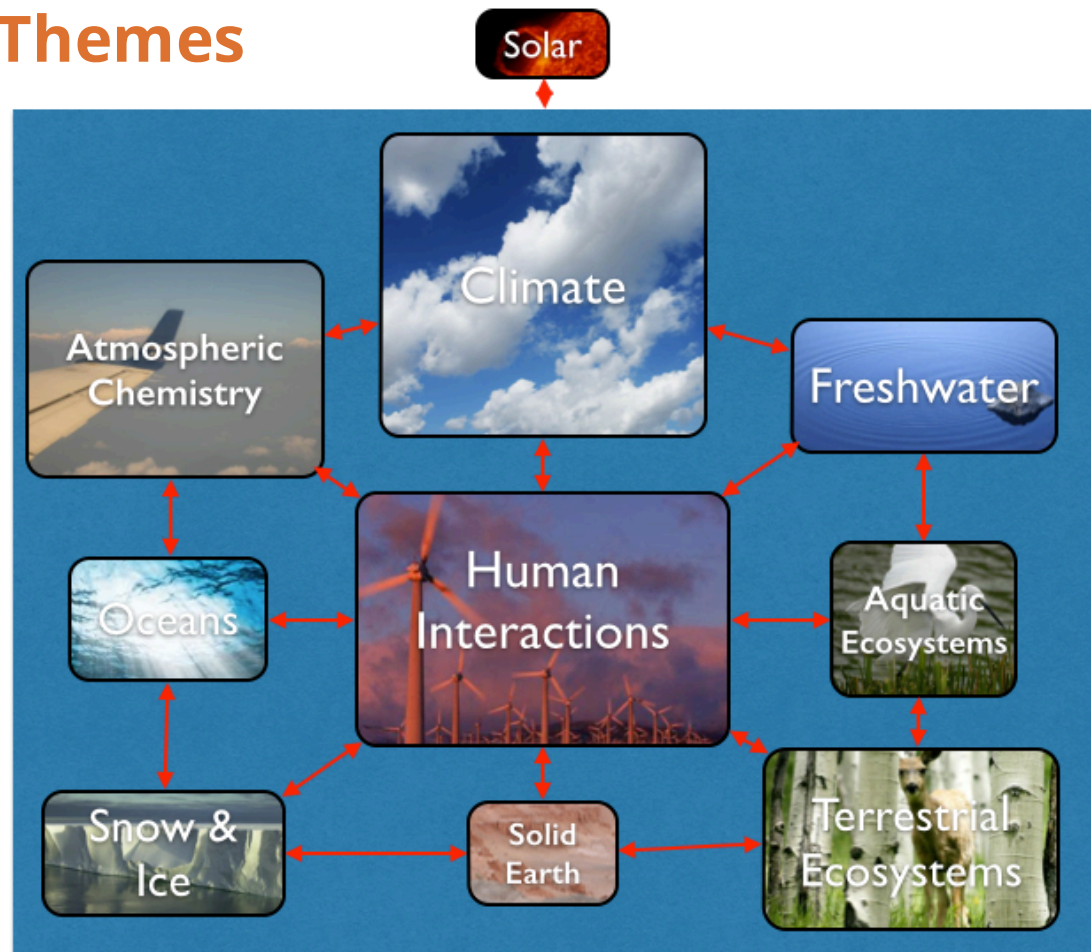 Themes
Solar
Climate
Atmospheric
Chemistry
Freshwater
Human
Interactions
Oceans
Aquatic
Ecosystems
Snow &
Ice
Solid
Earth
Terrestrial
Ecosystems